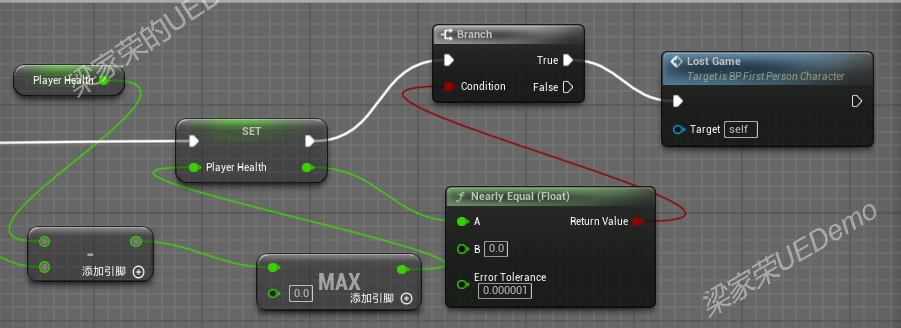 梁家荣的UEDemo
Branch
True
Condition
False
Lost Game
Target is BP First Person Character
Target self
Player Health
SET
Player Health
-
添加引脚
MAX
0.0
添加引脚
Nearly Equal (Float)
A
Return Value
B 0.0
Error Tolerance
0.000001
梁家荣UEDemo